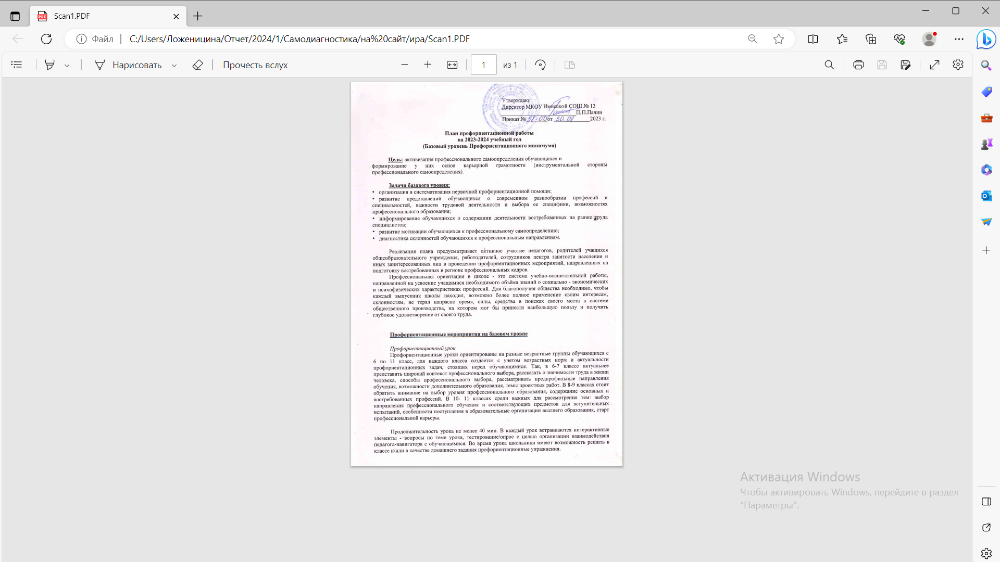 Scan1.PDF
Файл
C:/Users/Ложеницина/Отчет/2024/1/Самодиагностика/на%20сайт/ира/Scan1.PDF
Нарисовать
Прочесть вслух
1
из 1
Утверждаю:
Директор МКОУ Имисской СОШ № 13
П.П.Пачин
Приказ № 58-ОД от 30.08 2023 г.
План профориентационной работы
на 2023-2024 учебный год
(Базовый уровень Профориентационного минимума)
Цель: активизация профессионального самоопределения обучающихся и
формирование у них основ карьерной грамотности (инструментальной стороны
профессионального самоопределения).
Задачи базового уровня:
• организация и систематизация первичной профориентационной помощи;
• развитие представлений обучающихся о современном разнообразии профессий и
специальностей, важности трудовой деятельности и выбора ее специфики, возможностях
профессионального образования;
• информирование обучающихся о содержании деятельности востребованных на рынке труда
специалистов;
• развитие мотивации обучающихся к профессиональному самоопределению;
• диагностика склонностей обучающихся к профессиональным направлениям.
Реализация плана предусматривает активное участие педагогов, родителей учащихся
общеобразовательного учреждения, работодателей, сотрудников центра занятости населения и
иных заинтересованных лиц в проведении профориентационных мероприятий, направленных на
подготовку востребованных в регионе профессиональных кадров.
Профессиональная ориентация в школе - это система учебно-воспитательной работы,
направленной на усвоение учащимися необходимого объёма знаний о социально - экономических
и психофизических характеристиках профессий. Для благополучия общества необходимо, чтобы
каждый выпускник школы находил, возможно более полное применение своим интересам,
склонностям, не терял напрасно время, силы, средства в поисках своего места в системе
общественного производства, на котором мог бы принести наибольшую пользу и получить
глубокое удовлетворение от своего труда.
Профориентационные мероприятия на базовом уровне
Профориентационный урок
Профориентационные уроки ориентированы на разные возрастные группы обучающихся с
6 по 11 класс, для каждого класса создается с учетом возрастных норм и актуальности
профориентационных задач, стоящих перед обучающимися. Так, в 6-7 классе актуальнее
представить широкий контекст профессионального выбора, рассказать о значимости труда в жизни
человека, способы профессионального выбора, рассматривать предпрофильные направления
обучения, возможности дополнительного образования, темы проектных работ. В 8-9 классах стоит
обратить внимание на выбор уровня профессионального образования, содержание основных и
востребованных профессий. В 10- 11 классах среди важных для рассмотрения тем: выбор
направления профессионального обучения и соответствующих предметов для вступительных
испытаний, особенности поступления в образовательные организации высшего образования, старт
профессиональной карьеры.
Продолжительность урока не менее 40 мин. В каждый урок встраиваются интерактивные
элементы - вопросы по теме урока, тестирование/опрос с целью организации взаимодействия
педагога-навигатора с обучающимися. Во время урока школьники имеют возможность решить в
классе и/или в качестве домашнего задания профориентационные упражнения.
Активация Windows
Чтобы активировать Windows, перейдите в раздел
"Параметры".